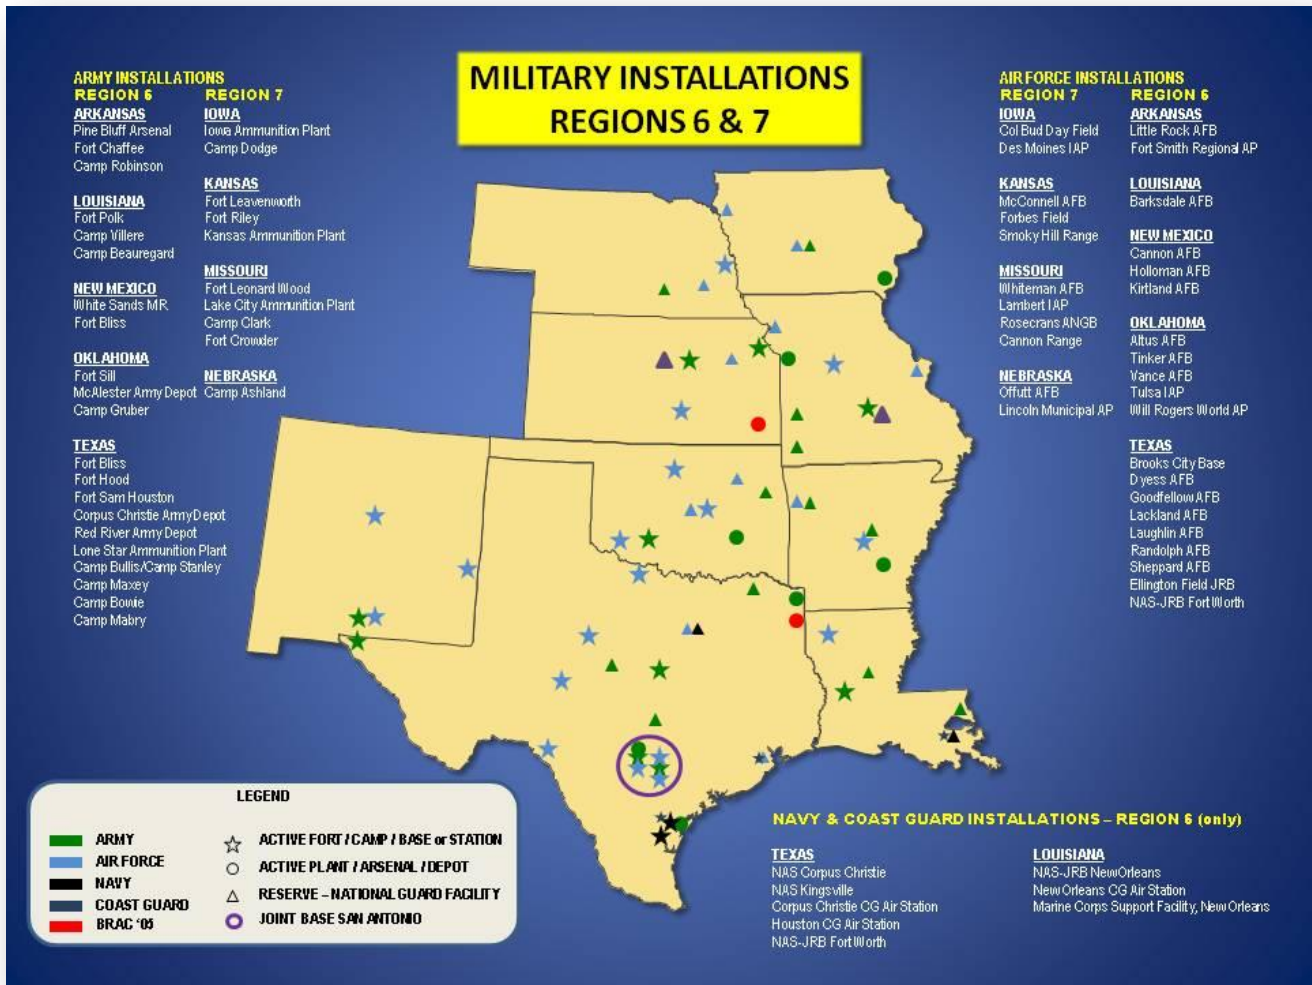 MILITARY INSTALLATIONS
REGIONS 6 & 7
ARMY INSTALLATIONS
REGION 6
ARKANSAS
Pine Bluff Arsenal
Fort Chaffee
Camp Robinson
LOUISIANA
Fort Polk
Camp Villere
Camp Beauregard
NEW MEXICO
White Sands MR
Fort Bliss
OKLAHOMA
Fort Sill
McAlester Army Depot
Camp Gruber
TEXAS
Fort Bliss
Fort Hood
Fort Sam Houston
Corpus Christie Army Depot
Red River Army Depot
Lone Star Ammunition Plant
Camp Bullis/Camp Stanley
Camp Maxey
Camp Bowie
Camp Mabry
REGION 7
IOWA
Iowa Ammunition Plant
Camp Dodge
KANSAS
Fort Leavenworth
Fort Riley
Kansas Ammunition Plant
MISSOURI
Fort Leonard Wood
Lake City Ammunition Plant
Camp Clark
Fort Crowder
NEBRASKA
Camp Ashland
AIR FORCE INSTALLATIONS
REGION 7
IOWA
Col Bud Day Field
Des Moines IAP
KANSAS
McConnell AFB
Forbes Field
Smoky Hill Range
MISSOURI
Whiteman AFB
Lambert IAP
Rosecrans ANGB
Cannon Range
NEBRASKA
Offutt AFB
Lincoln Municipal AP
REGION 6
ARKANSAS
Little Rock AFB
Fort Smith Regional AP
LOUISIANA
Barksdale AFB
NEW MEXICO
Cannon AFB
Holloman AFB
Kirtland AFB
OKLAHOMA
Altus AFB
Tinker AFB
Vance AFB
Tulsa IAP
Will Rogers World AP
TEXAS
Brooks City Base
Dyess AFB
Goodfellow AFB
Lackland AFB
Laughlin AFB
Randolph AFB
Sheppard AFB
Ellington Field JRB
NAS-JRB Fort Worth
LEGEND
ARMY
AIR FORCE
NAVY
COAST GUARD
BRAC '05
ACTIVE FORT / CAMP / BASE or STATION
ACTIVE PLANT / ARSENAL / DEPOT
RESERVE – NATIONAL GUARD FACILITY
JOINT BASE SAN ANTONIO
NAVY & COAST GUARD INSTALLATIONS – REGION 6 (only)
TEXAS
NAS Corpus Christie
NAS Kingsville
Corpus Christie CG Air Station
Houston CG Air Station
NAS-JRB Fort Worth
LOUISIANA
NAS-JRB New Orleans
New Orleans CG Air Station
Marine Corps Support Facility, New Orleans